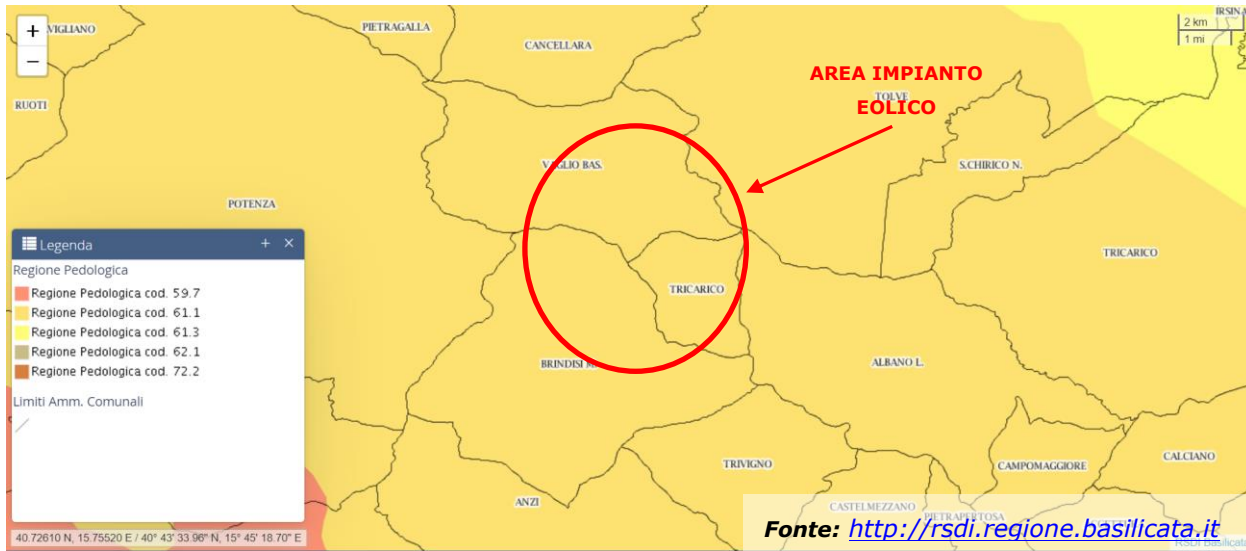 +
VIGLIANO
PIETRAGALLA
CANCELLARA
IRSINA
2 km
1 mi
−
AREA IMPIANTO
EOLICO
TOLVE
RUOTI
VAGLIO BAS.
S.CHIRICO N.
POTENZA
Legenda + ×
Regione Pedologica
Regione Pedologica cod. 59.7
Regione Pedologica cod. 61.1
Regione Pedologica cod. 61.3
Regione Pedologica cod. 62.1
Regione Pedologica cod. 72.2
Limiti Amm. Comunali
TRICARICO
TRICARICO
BRINDISI M.
ALBANO L.
TRIVIGNO
CAMPOMAGGIORE
CALCIANO
ANZI
CASTELMEZZANO
PIETRAPERTOSA
Fonte: http://rsdi.regione.basilicata.it
40.72610 N, 15.75520 E / 40° 43' 33.96" N, 15° 45' 18.70" E
RSDI Basilicata